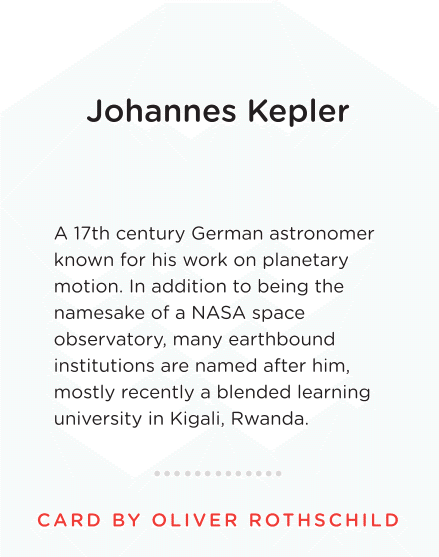 Johannes Kepler
A 17th century German astronomer
known for his work on planetary
motion. In addition to being the
namesake of a NASA space
observatory, many earthbound
institutions are named after him,
mostly recently a blended learning
university in Kigali, Rwanda.
CARD BY OLIVER ROTHSCHILD